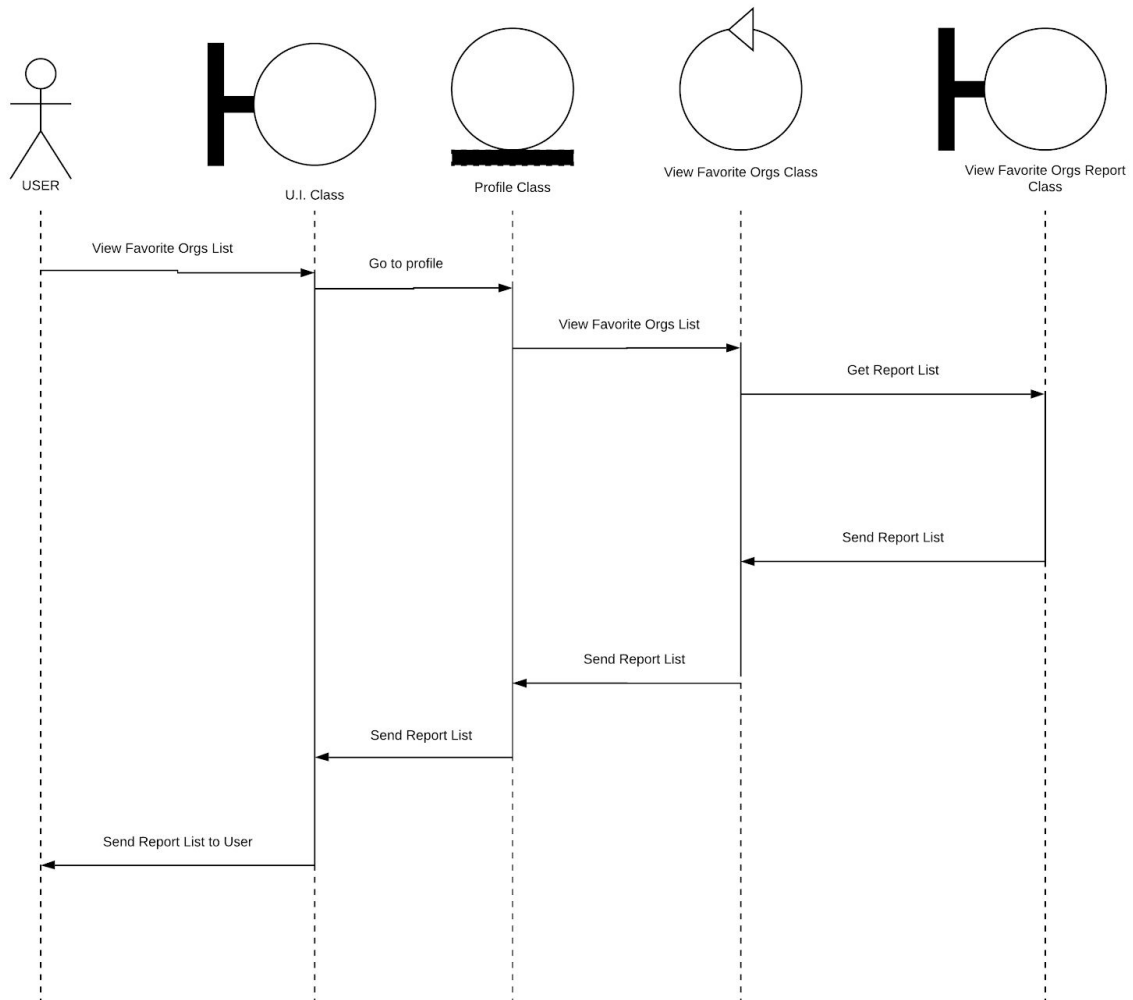 USER
U.I. Class
Profile Class
View Favorite Orgs Class
View Favorite Orgs Report
Class
View Favorite Orgs List
Go to profile
View Favorite Orgs List
Get Report List
Send Report List
Send Report List
Send Report List
Send Report List to User